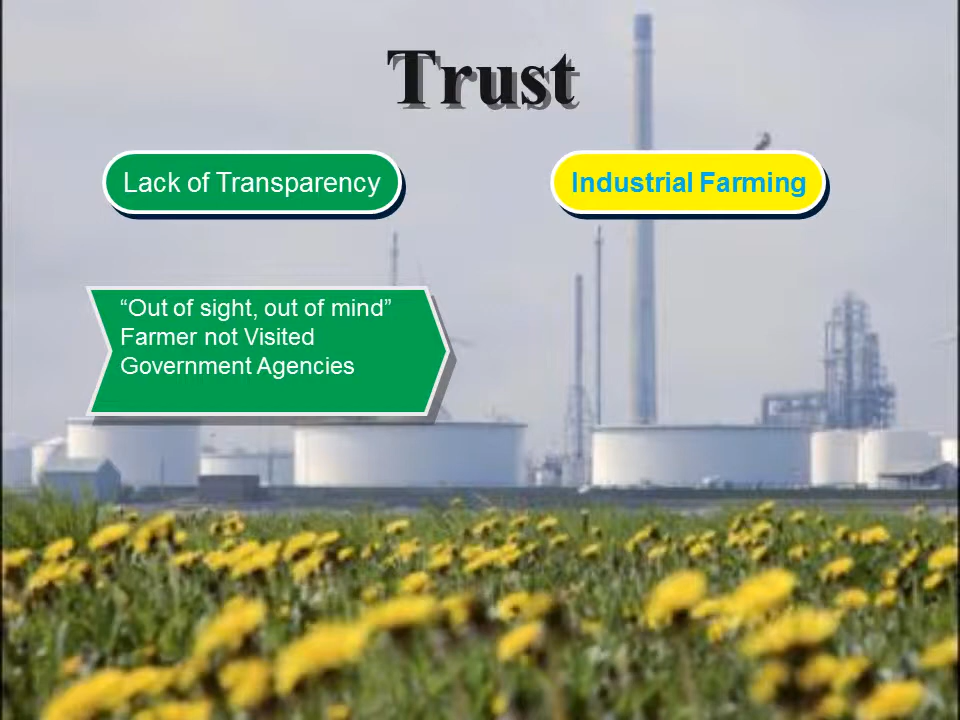 Trust
Lack of Transparency
Industrial Farming
“Out of sight, out of mind”
Farmer not Visited
Government Agencies